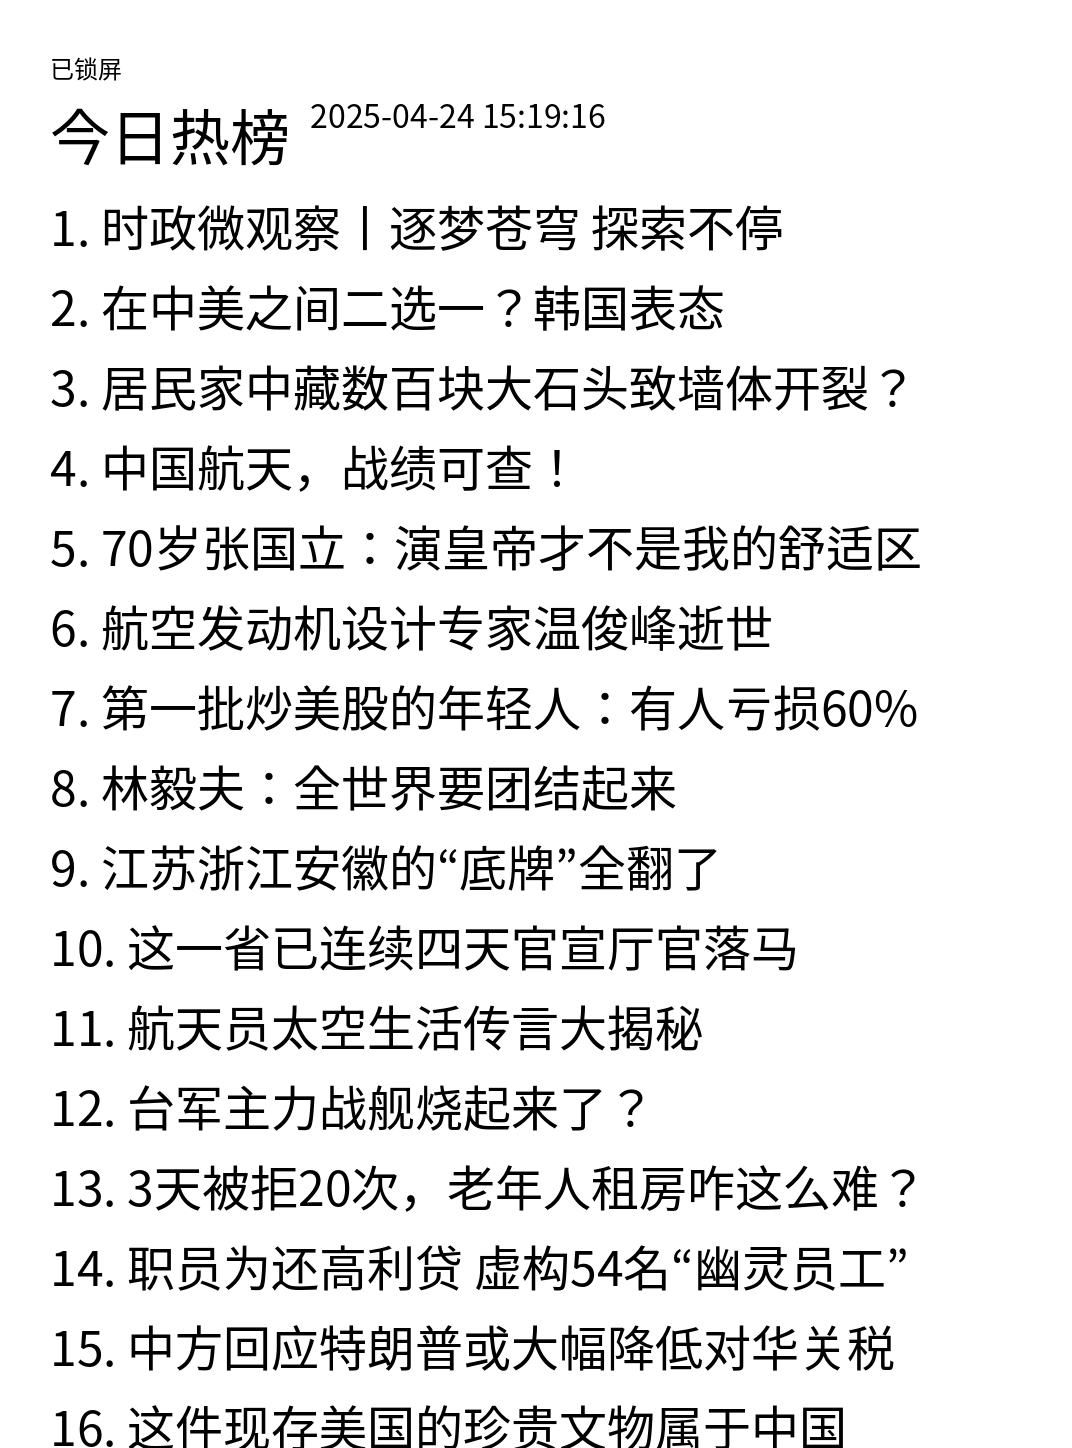 已锁屏
今日热榜 2025-04-24 15:19:16
1. 时政微观察丨逐梦苍穹 探索不停
2. 在中美之间二选一？韩国表态
3. 居民家中藏数百块大石头致墙体开裂？
4. 中国航天，战绩可查！
5. 70岁张国立：演皇帝才不是我的舒适区
6. 航空发动机设计专家温俊峰逝世
7. 第一批炒美股的年轻人：有人亏损60%
8. 林毅夫：全世界要团结起来
9. 江苏浙江安徽的“底牌”全翻了
10. 这一省已连续四天官宣厅官落马
11. 航天员太空生活传言大揭秘
12. 台军主力战舰烧起来了？
13. 3天被拒20次，老年人租房咋这么难？
14. 职员为还高利贷 虚构54名“幽灵员工”
15. 中方回应特朗普或大幅降低对华关税
16. 这件现存美国的珍贵文物属于中国